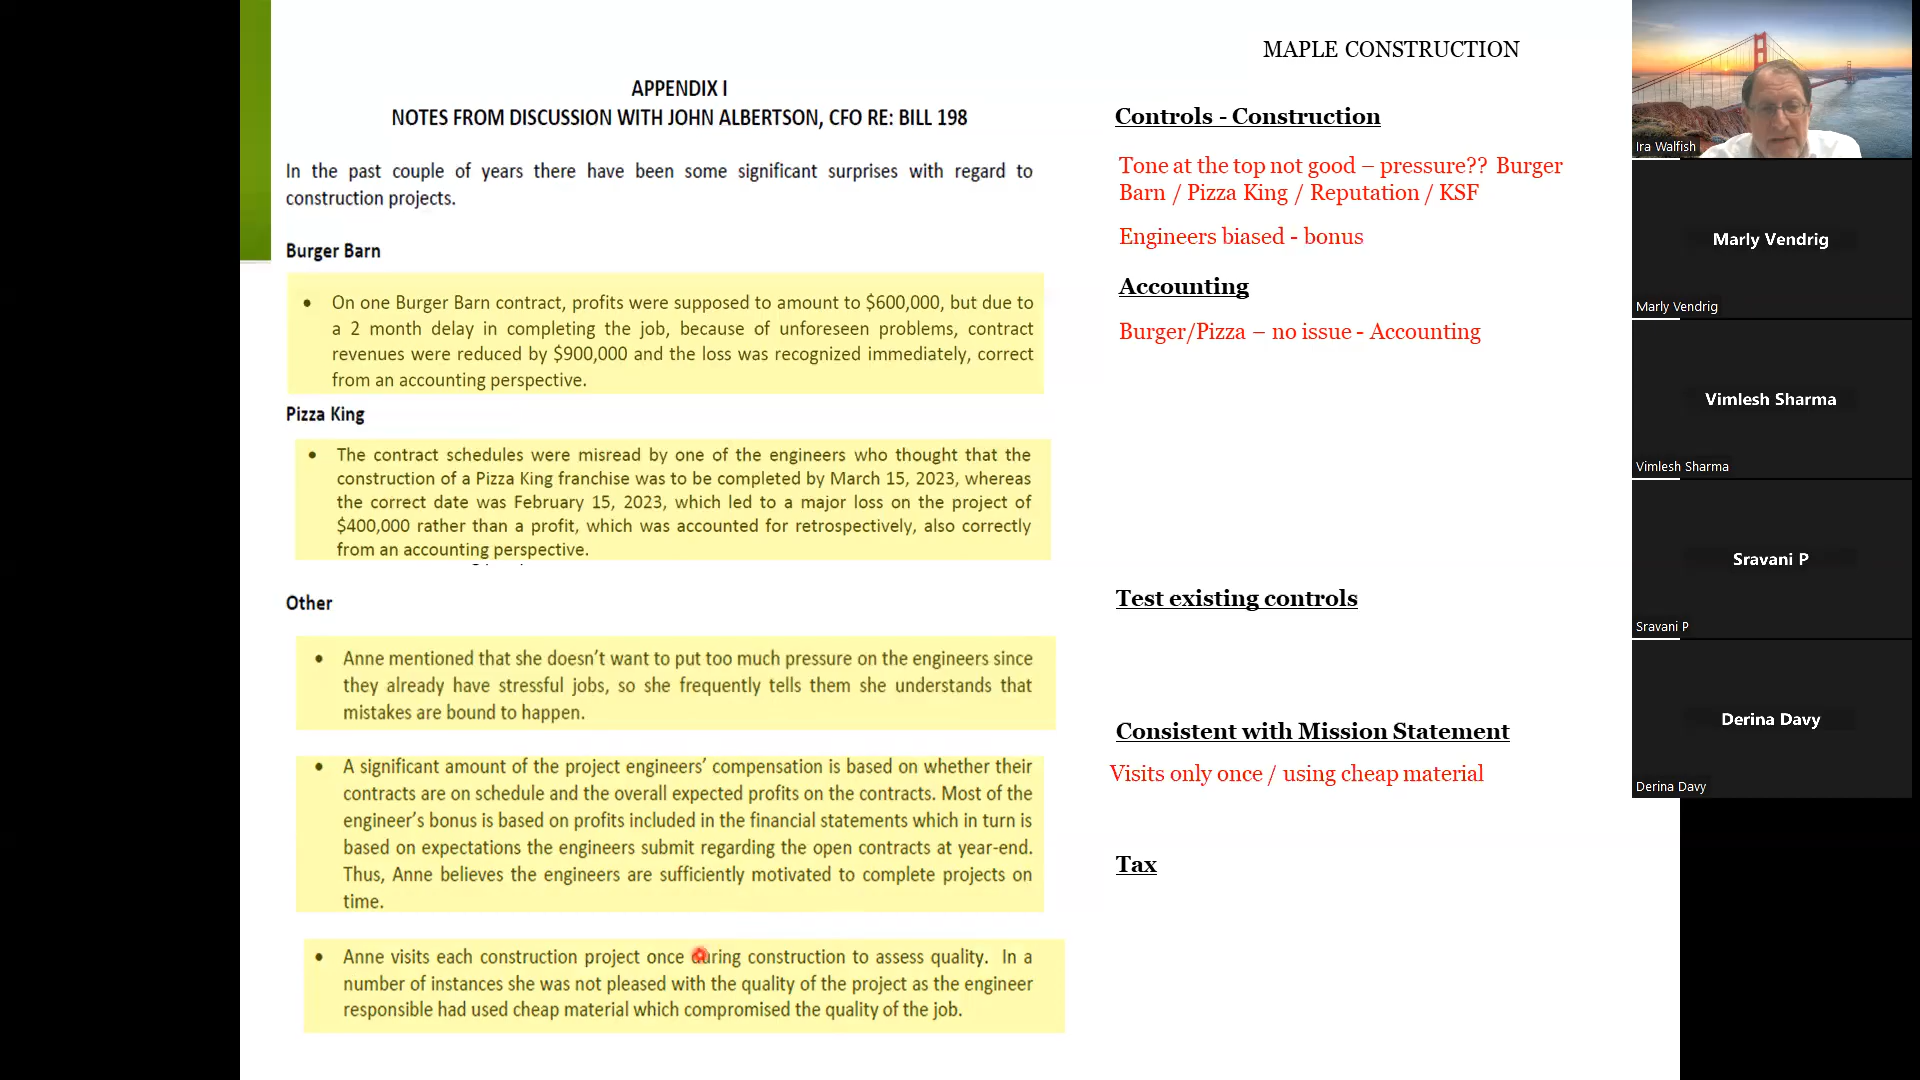 MAPLE CONSTRUCTION
APPENDIX I
NOTES FROM DISCUSSION WITH JOHN ALBERTSON, CFO RE: BILL 198
In the past couple of years there have been some significant surprises with regard to
construction projects.
Burger Barn
• On one Burger Barn contract, profits were supposed to amount to $600,000, but due to
a 2 month delay in completing the job, because of unforeseen problems, contract
revenues were reduced by $900,000 and the loss was recognized immediately, correct
from an accounting perspective.
Pizza King
• The contract schedules were misread by one of the engineers who thought that the
construction of a Pizza King franchise was to be completed by March 15, 2023, whereas
the correct date was February 15, 2023, which led to a major loss on the project of
$400,000 rather than a profit, which was accounted for retrospectively, also correctly
from an accounting perspective.
Other
• Anne mentioned that she doesn't want to put too much pressure on the engineers since
they already have stressful jobs, so she frequently tells them she understands that
mistakes are bound to happen.
• A significant amount of the project engineers' compensation is based on whether their
contracts are on schedule and the overall expected profits on the contracts. Most of the
engineer's bonus is based on profits included in the financial statements which in turn is
based on expectations the engineers submit regarding the open contracts at year-end.
Thus, Anne believes the engineers are sufficiently motivated to complete projects on
time.
• Anne visits each construction project once during construction to assess quality. In a
number of instances she was not pleased with the quality of the project as the engineer
responsible had used cheap material which compromised the quality of the job.
Controls - Construction
Tone at the top not good – pressure?? Burger
Barn / Pizza King / Reputation / KSF
Engineers biased - bonus
Accounting
Burger/Pizza – no issue - Accounting
Test existing controls
Consistent with Mission Statement
Visits only once / using cheap material
Tax
Ira Walfish
Marly Vendrig
Marly Vendrig
Vimlesh Sharma
Vimlesh Sharma
Sravani P
Sravani P
Derina Davy
Derina Davy